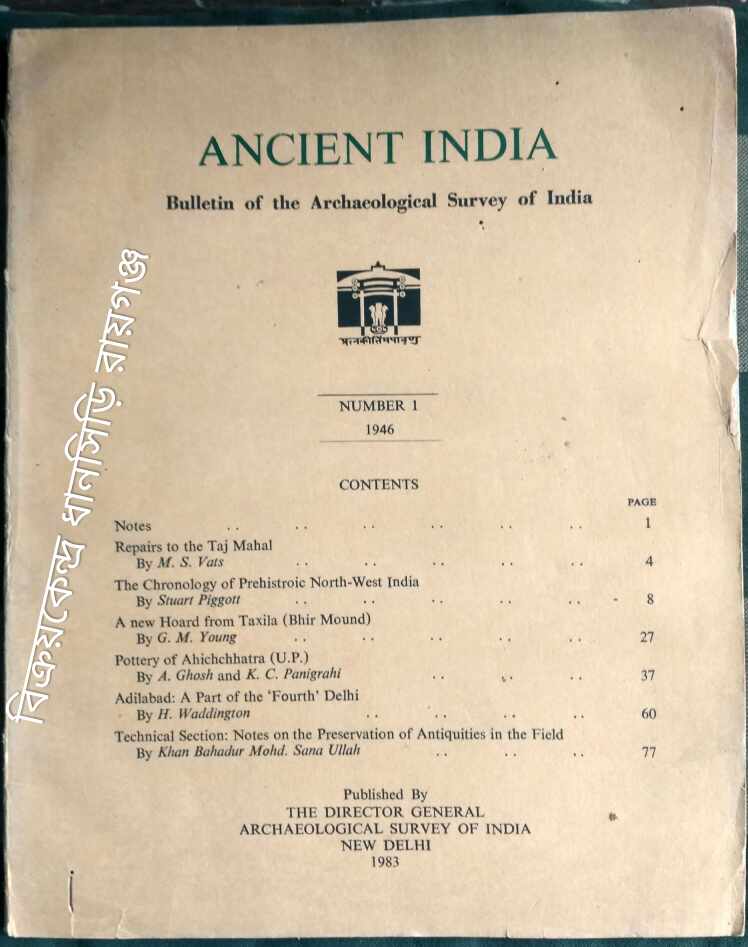 ANCIENT INDIA
Bulletin of the Archaeological Survey of India
प्रत्नकीर्तिमपावृणु
NUMBER 1
1946
CONTENTS
PAGE
Notes .. .. .. .. .. .. 1
Repairs to the Taj Mahal
By M. S. Vats .. .. .. .. .. 4
The Chronology of Prehistroic North-West India
By Stuart Piggott .. .. .. .. .. - 8
A new Hoard from Taxila (Bhir Mound)
By G. M. Young .. .. .. .. .. 27
Pottery of Ahichchhatra (U.P.)
By A. Ghosh and K. C. Panigrahi .. .. .. 37
Adilabad: A Part of the 'Fourth' Delhi
By H. Waddington .. .. .. .. 60
Technical Section: Notes on the Preservation of Antiquities in the Field
By Khan Bahadur Mohd. Sana Ullah .. .. .. 77
Published By
THE DIRECTOR GENERAL
ARCHAEOLOGICAL SURVEY OF INDIA
NEW DELHI
1983
বিক্রয়কেন্দ্র ধানসিড়ি রায়গঞ্জ